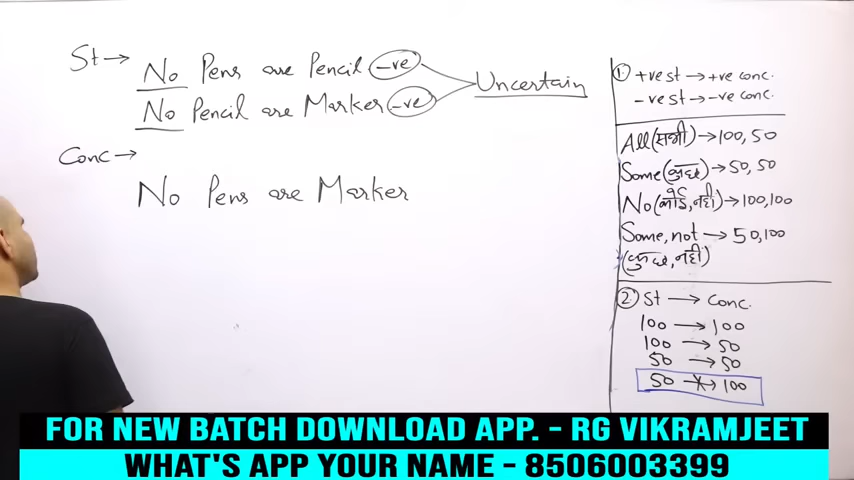 St → No Pens are Pencil -ve
No Pencil are Marker -ve
Uncertain
Conc →
No Pens are Marker
1. +ve st → +ve conc.
-ve st → -ve conc.
All (सभी) → 100, 50
Some (कुछ) → 50, 50
No (कोई, नहीं) → 100, 100
Some, not → 50, 100
(कुछ, नहीं)
2. St → Conc.
100 → 100
100 → 50
50 → 50
50 ↛ 100
FOR NEW BATCH DOWNLOAD APP. - RG VIKRAMJEET
WHAT'S APP YOUR NAME - 8506003399